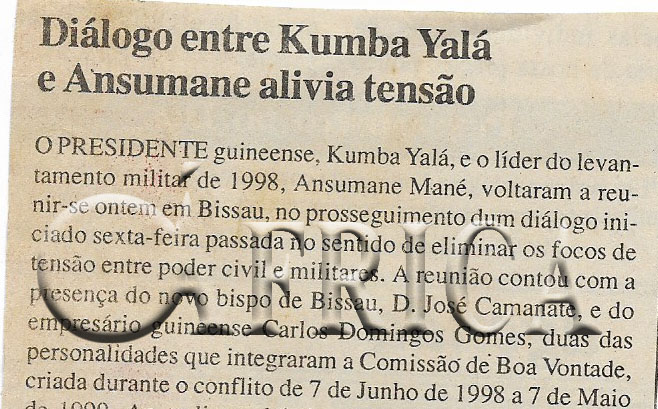 Diálogo entre Kumba Yalá
e Ansumane alivia tensão
O PRESIDENTE guineense, Kumba Yalá, e o líder do levan-
tamento militar de 1998, Ansumane Mané, voltaram a reu-
nir-se ontem em Bissau, no prosseguimento dum diálogo ini-
ciado sexta-feira passada no sentido de eliminar os focos de
tensão entre poder civil e militares. A reunião contou com a
presença do novo bispo de Bissau, D. José Camanate, e do
empresário guineense Carlos Domingos Gomes, duas das
personalidades que integraram a Comissão de Boa Vontade,
criada durante o conflito de 7 de Junho de 1998 a 7 de Maio
ÁFRICA